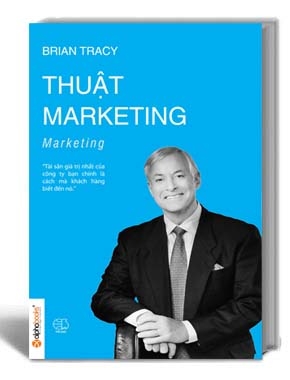 BRIAN TRACY
THUẬT
MARKETING
Marketing
"Tài sản giá trị nhất của
công ty bạn chính là
cách mà khách hàng
biết đến nó."
alphabooks